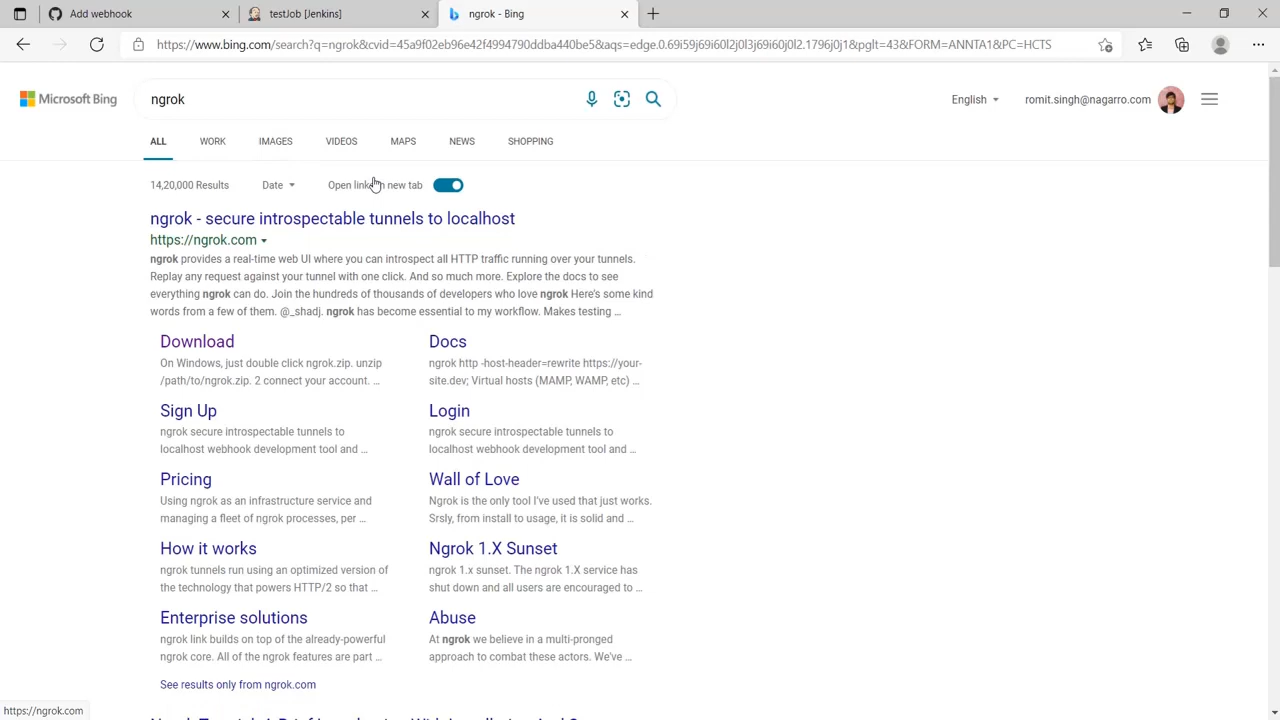 Add webhook
testJob [Jenkins]
ngrok - Bing
https://www.bing.com/search?q=ngrok&cvid=45a9f02eb96e42f4994790ddba440be5&aqs=edge.0.69i59j69i60l2j0l3j69i60j0l2.1796j0j1&pglt=43&FORM=ANNTA1&PC=HCTS
Microsoft Bing
ngrok
English
romit.singh@nagarro.com
ALL WORK IMAGES VIDEOS MAPS NEWS SHOPPING
14,20,000 Results Date Open links in new tab
ngrok - secure introspectable tunnels to localhost
https://ngrok.com
ngrok provides a real-time web UI where you can introspect all HTTP traffic running over your tunnels.
Replay any request against your tunnel with one click. And so much more. Explore the docs to see
everything ngrok can do. Join the hundreds of thousands of developers who love ngrok Here's some kind
words from a few of them. @_shadj. ngrok has become essential to my workflow. Makes testing ...
Download
On Windows, just double click ngrok.zip. unzip
/path/to/ngrok.zip. 2 connect your account. ...
Docs
ngrok http -host-header=rewrite https://your-
site.dev; Virtual hosts (MAMP, WAMP, etc) ...
Sign Up
ngrok secure introspectable tunnels to
localhost webhook development tool and ...
Login
ngrok secure introspectable tunnels to
localhost webhook development tool and ...
Pricing
Using ngrok as an infrastructure service and
managing a fleet of ngrok processes, per ...
Wall of Love
Ngrok is the only tool I've used that just works.
Srsly, from install to usage, it is solid and ...
How it works
ngrok tunnels run using an optimized version of
the technology that powers HTTP/2 so that ...
Ngrok 1.X Sunset
ngrok 1.x sunset. The ngrok 1.X service has
shut down and all users are encouraged to ...
Enterprise solutions
ngrok link builds on top of the already-powerful
ngrok core. All of the ngrok features are part ...
Abuse
At ngrok we believe in a multi-pronged
approach to combat these actors. We've ...
See results only from ngrok.com
https://ngrok.com